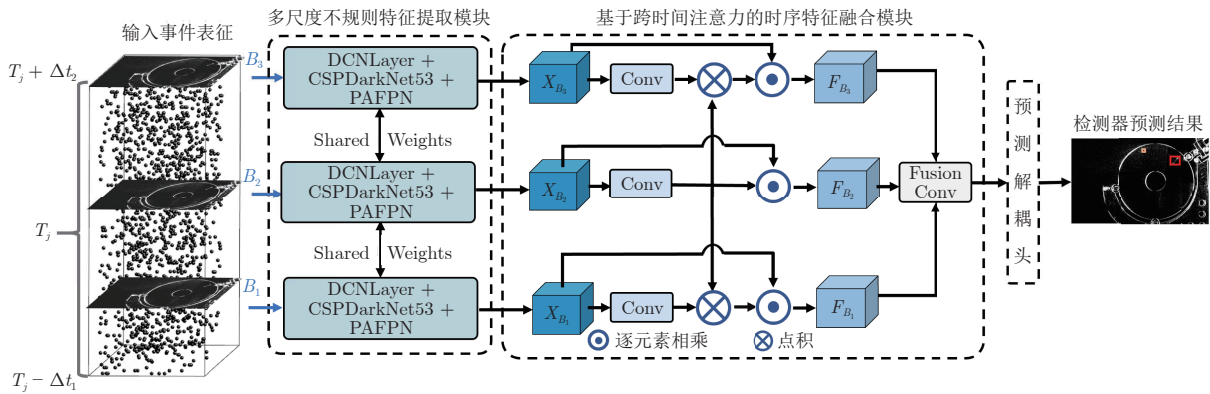 输入事件表征
多尺度不规则特征提取模块
基于跨时间注意力的时序特征融合模块
T_j + Δt_2
T_j
T_j − Δt_1
B_3
B_2
B_1
DCNLayer +
CSPDarkNet53 +
PAFPN
Shared Weights
DCNLayer +
CSPDarkNet53 +
PAFPN
Shared Weights
DCNLayer +
CSPDarkNet53 +
PAFPN
X_{B_3}
Conv
F_{B_3}
X_{B_2}
Conv
F_{B_2}
X_{B_1}
Conv
F_{B_1}
逐元素相乘
点积
Fusion
Conv
预
测
解
耦
头
检测器预测结果